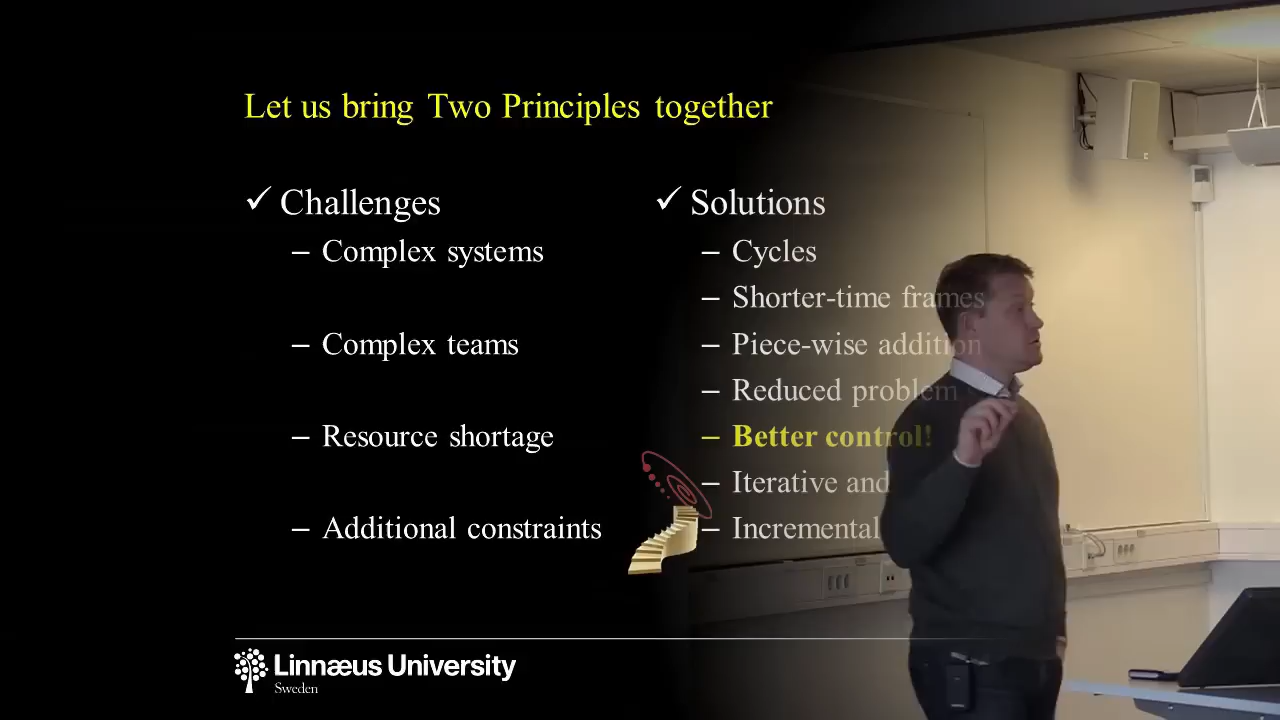 Let us bring Two Principles together
✓ Challenges
– Complex systems
– Complex teams
– Resource shortage
– Additional constraints
✓ Solutions
– Cycles
– Shorter-time frames
– Piece-wise addition
– Reduced problem
– Better control!
– Iterative and
– Incremental
Linnæus University
Sweden